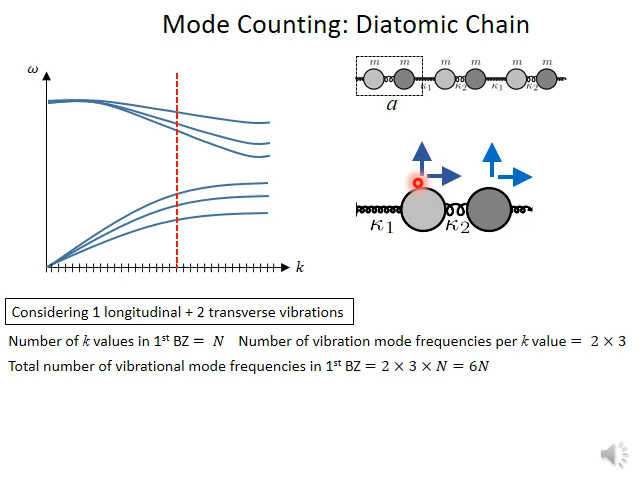 Mode Counting: Diatomic Chain
ω
k
m m m m m m
κ₁ κ₂ κ₁ κ₂
a
κ₁ κ₂
Considering 1 longitudinal + 2 transverse vibrations
Number of k values in 1ˢᵗ BZ = N Number of vibration mode frequencies per k value = 2 × 3
Total number of vibrational mode frequencies in 1ˢᵗ BZ = 2 × 3 × N = 6N